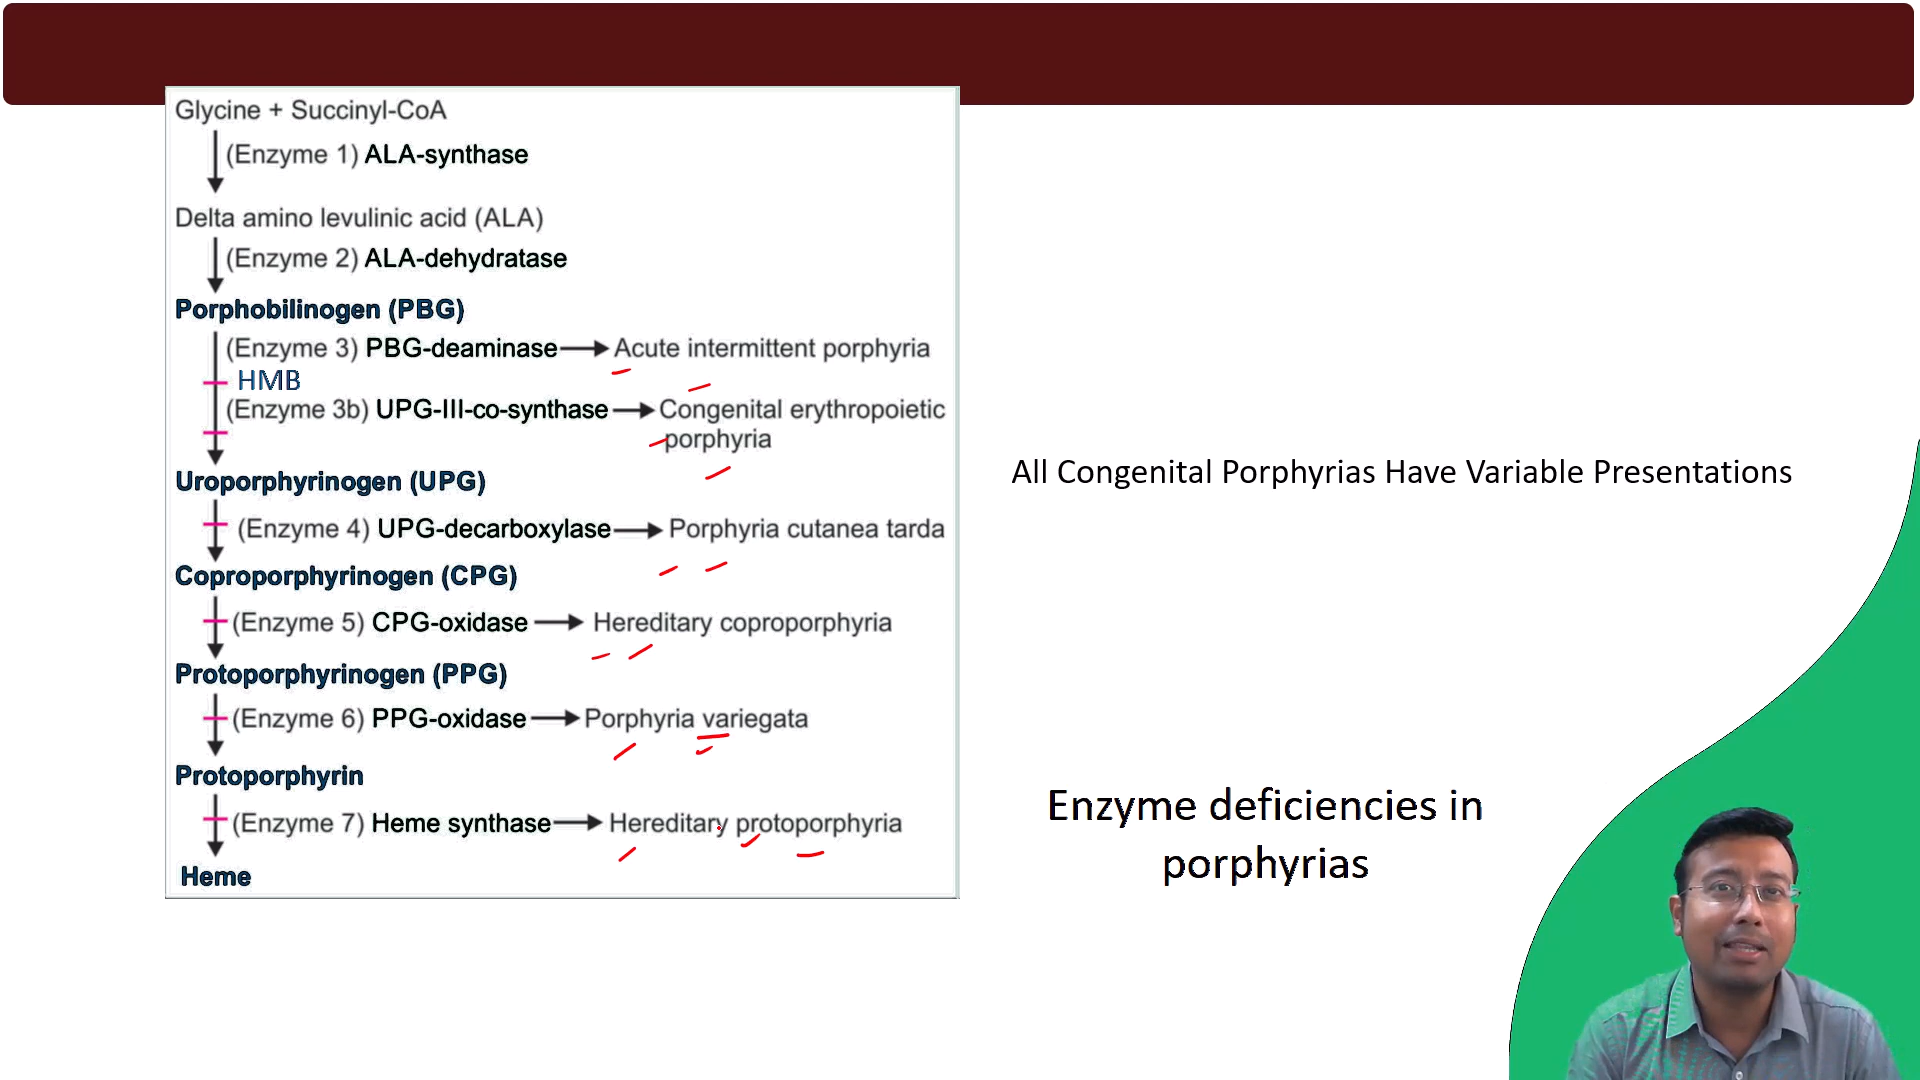 Glycine + Succinyl-CoA
(Enzyme 1) ALA-synthase
Delta amino levulinic acid (ALA)
(Enzyme 2) ALA-dehydratase
Porphobilinogen (PBG)
(Enzyme 3) PBG-deaminase Acute intermittent porphyria
HMB
(Enzyme 3b) UPG-III-co-synthase Congenital erythropoietic
porphyria
Uroporphyrinogen (UPG)
(Enzyme 4) UPG-decarboxylase Porphyria cutanea tarda
Coproporphyrinogen (CPG)
(Enzyme 5) CPG-oxidase Hereditary coproporphyria
Protoporphyrinogen (PPG)
(Enzyme 6) PPG-oxidase Porphyria variegata
Protoporphyrin
(Enzyme 7) Heme synthase Hereditary protoporphyria
Heme
All Congenital Porphyrias Have Variable Presentations
Enzyme deficiencies in
porphyrias